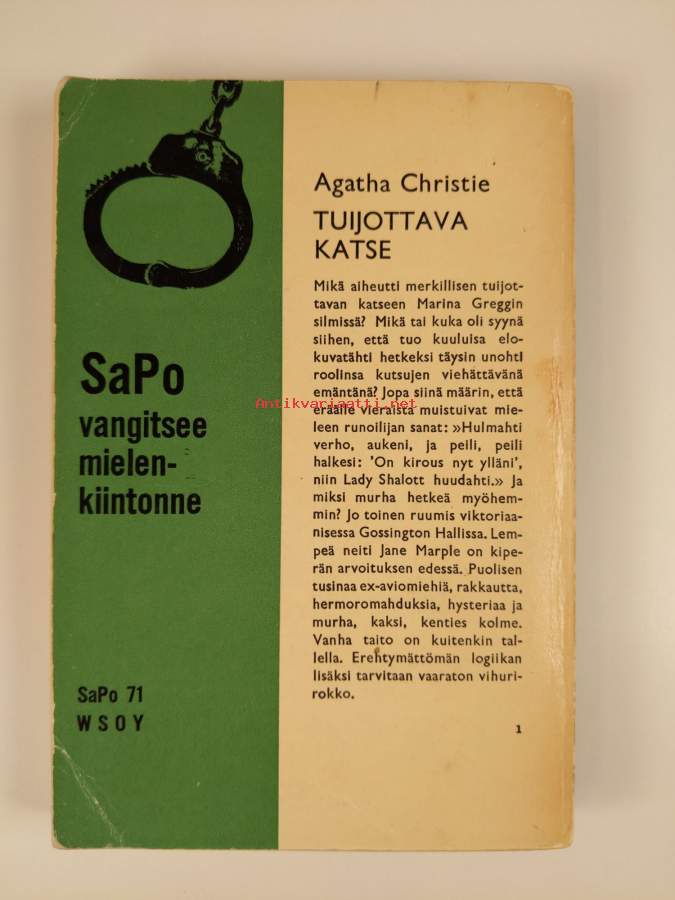 SaPo
vangitsee
mielen-
kiintonne
SaPo 71
WSOY
Agatha Christie
TUIJOTTAVA
KATSE
Mikä aiheutti merkillisen tuijot-
tavan katseen Marina Greggin
silmissä? Mikä tai kuka oli syynä
siihen, että tuo kuuluisa elo-
kuvatähti hetkeksi täysin unohti
roolinsa kutsujen viehättävänä
emäntänä? Jopa siinä määrin, että
Antikvariaatti.net
eräälle vieraista muistuivat mie-
leen runoilijan sanat: »Hulmahti
verho, aukeni, ja peili, peili
halkesi: 'On kirous nyt ylläni',
niin Lady Shalott huudahti.» Ja
miksi murha hetkeä myöhem-
min? Jo toinen ruumis viktoriaa-
nisessa Gossington Hallissa. Lem-
peä neiti Jane Marple on kipe-
rän arvoituksen edessä. Puolisen
tusinaa ex-aviomiehiä, rakkautta,
hermoromahduksia, hysteriaa ja
murha, kaksi, kenties kolme.
Vanha taito on kuitenkin tal-
lella. Erehtymättömän logiikan
lisäksi tarvitaan vaaraton vihuri-
rokko.
1